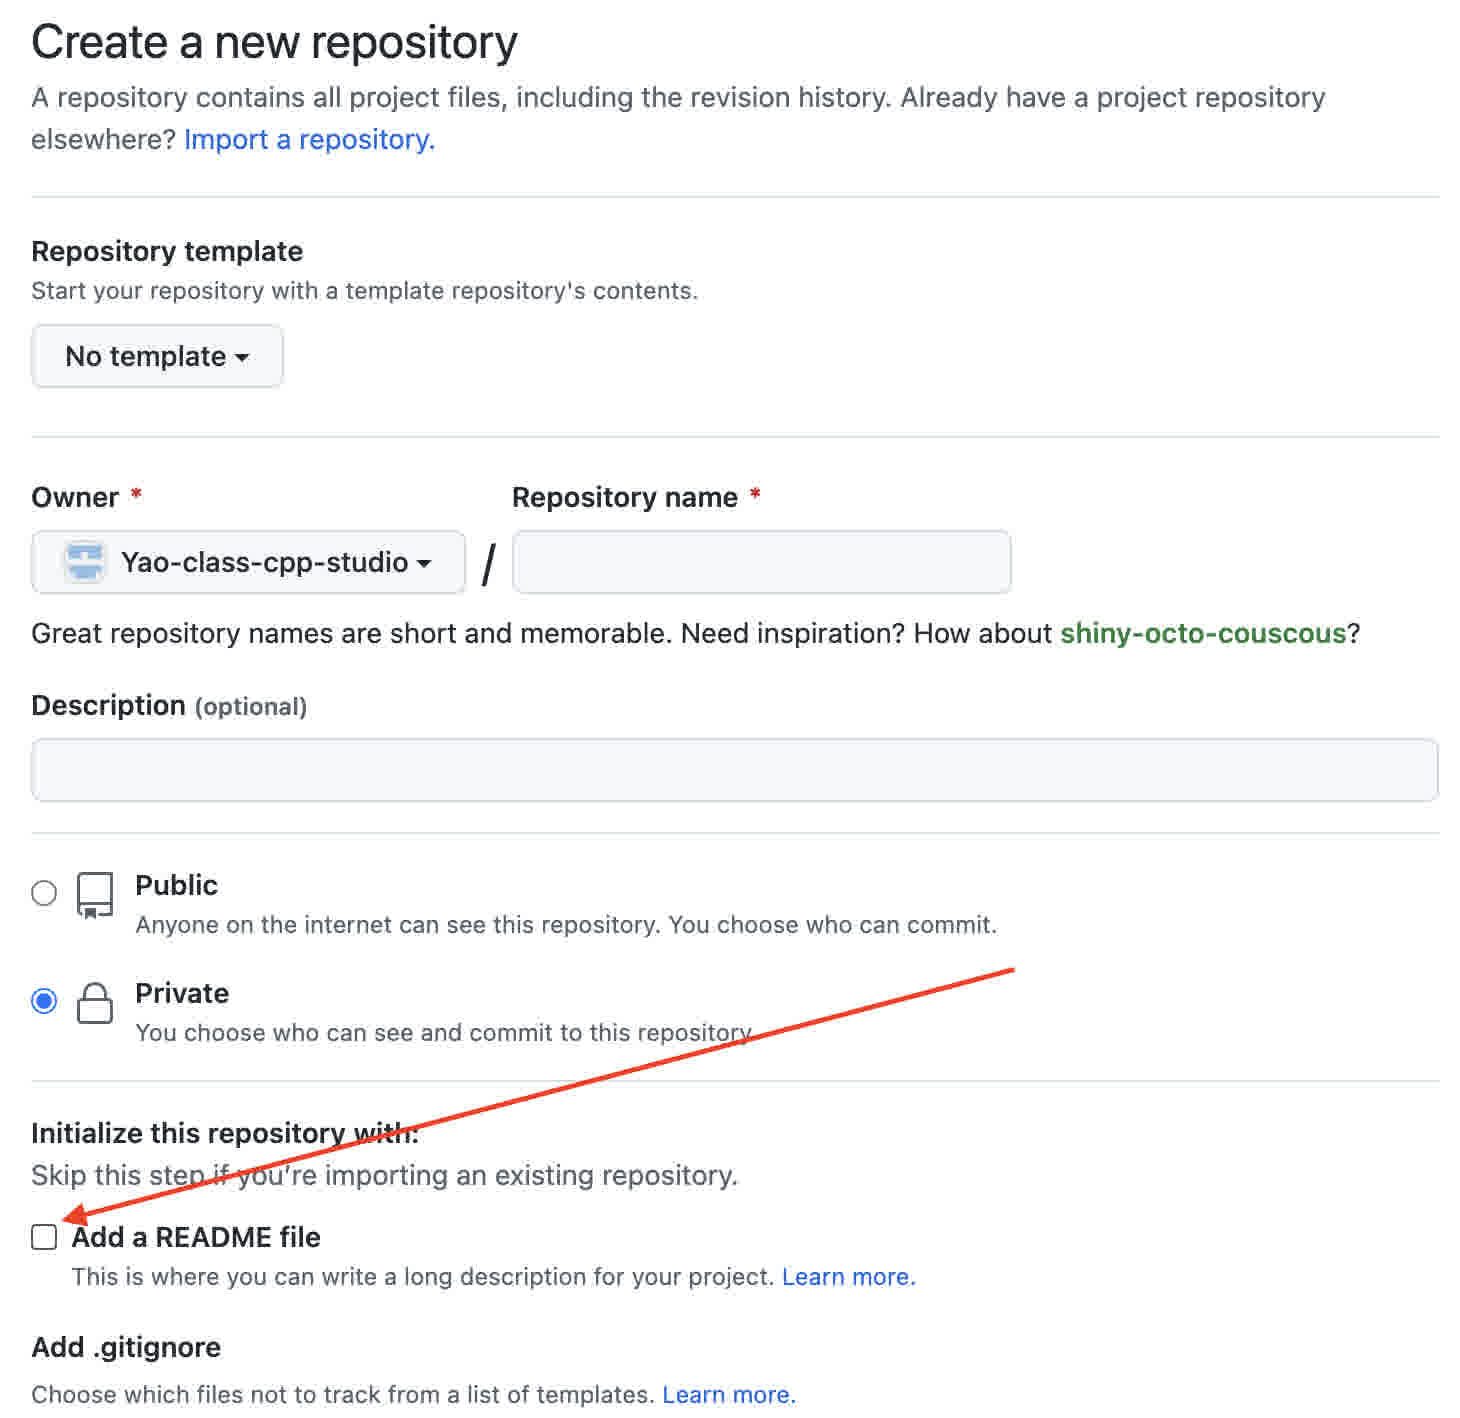 Create a new repository
A repository contains all project files, including the revision history. Already have a project repository
elsewhere? Import a repository.
Repository template
Start your repository with a template repository's contents.
No template
Owner * Repository name *
Yao-class-cpp-studio /
Great repository names are short and memorable. Need inspiration? How about shiny-octo-couscous?
Description (optional)
Public
Anyone on the internet can see this repository. You choose who can commit.
Private
You choose who can see and commit to this repository.
Initialize this repository with:
Skip this step if you're importing an existing repository.
Add a README file
This is where you can write a long description for your project. Learn more.
Add .gitignore
Choose which files not to track from a list of templates. Learn more.